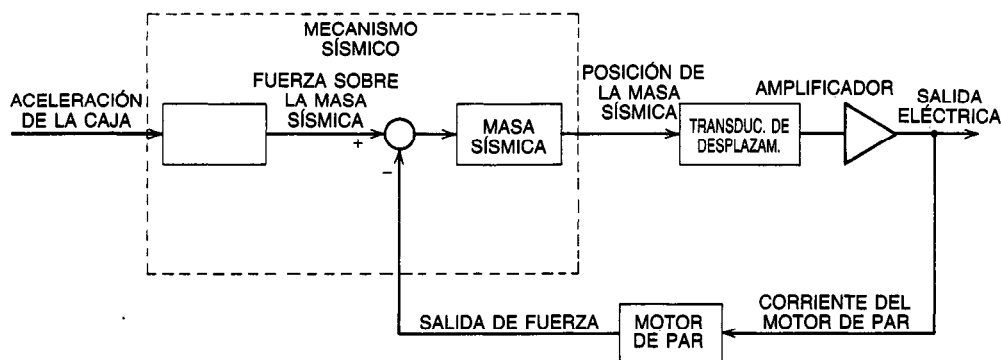 MECANISMO
SÍSMICO
ACELERACIÓN
DE LA CAJA
FUERZA SOBRE
LA MASA
SÍSMICA
+
−
MASA
SÍSMICA
POSICIÓN DE
LA MASA
SÍSMICA
TRANSDUC. DE
DESPLAZAM.
AMPLIFICADOR
SALIDA
ELÉCTRICA
SALIDA DE FUERZA
MOTOR
DE PAR
CORRIENTE DEL
MOTOR DE PAR